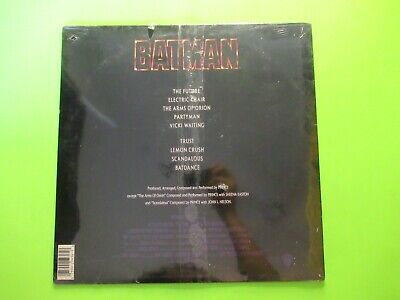 BATMAN
THE FUTURE
ELECTRIC CHAIR
THE ARMS OF ORION
PARTYMAN
VICKI WAITING
TRUST
LEMON CRUSH
SCANDALOUS
BATDANCE
Produced, Arranged, Composed and Performed by PRINCE
except "The Arms Of Orion" Composed and Performed by PRINCE with SHEENA EASTON
and "Scandalous" Composed by PRINCE with JOHN L. NELSON.